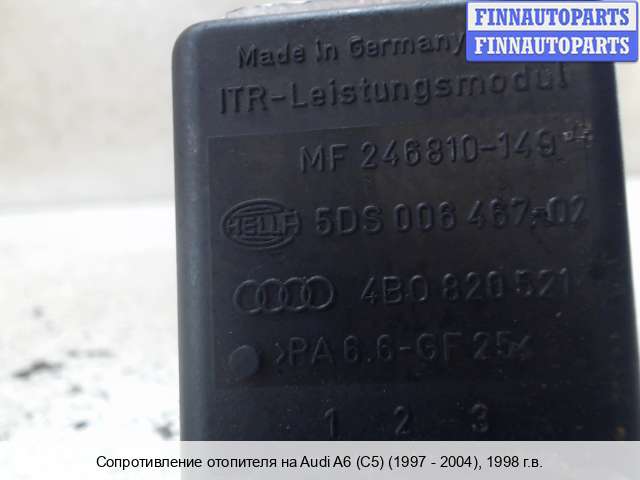 FINNAUTOPARTS
FINNAUTOPARTS
Made in Germany
ITR-Leistungsmodul
MF 246810-149
HELLA 5DS 006 467-02
4B0 820 521
>PA 6.6-GF 25<
1 2 3
Сопротивление отопителя на Audi A6 (C5) (1997 - 2004), 1998 г.в.